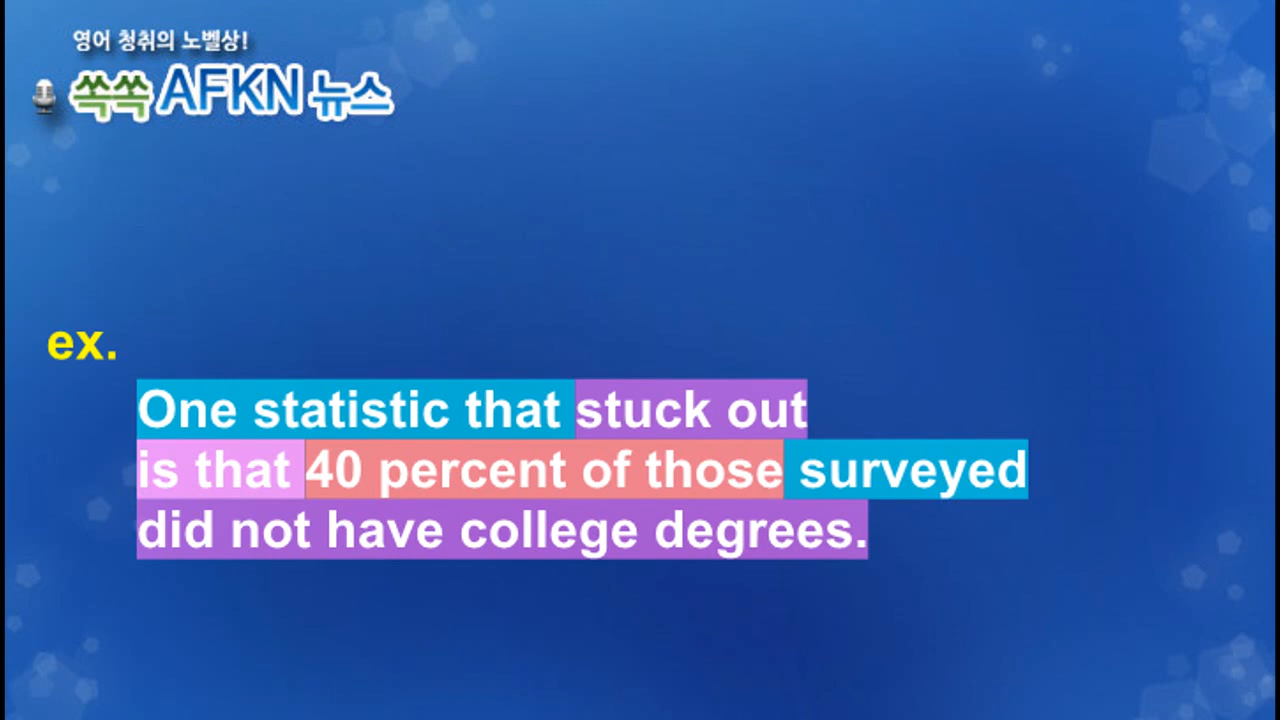 영어 청취의 노벨상!
쏙쏙 AFKN 뉴스
ex.
One statistic that stuck out
is that 40 percent of those surveyed
did not have college degrees.